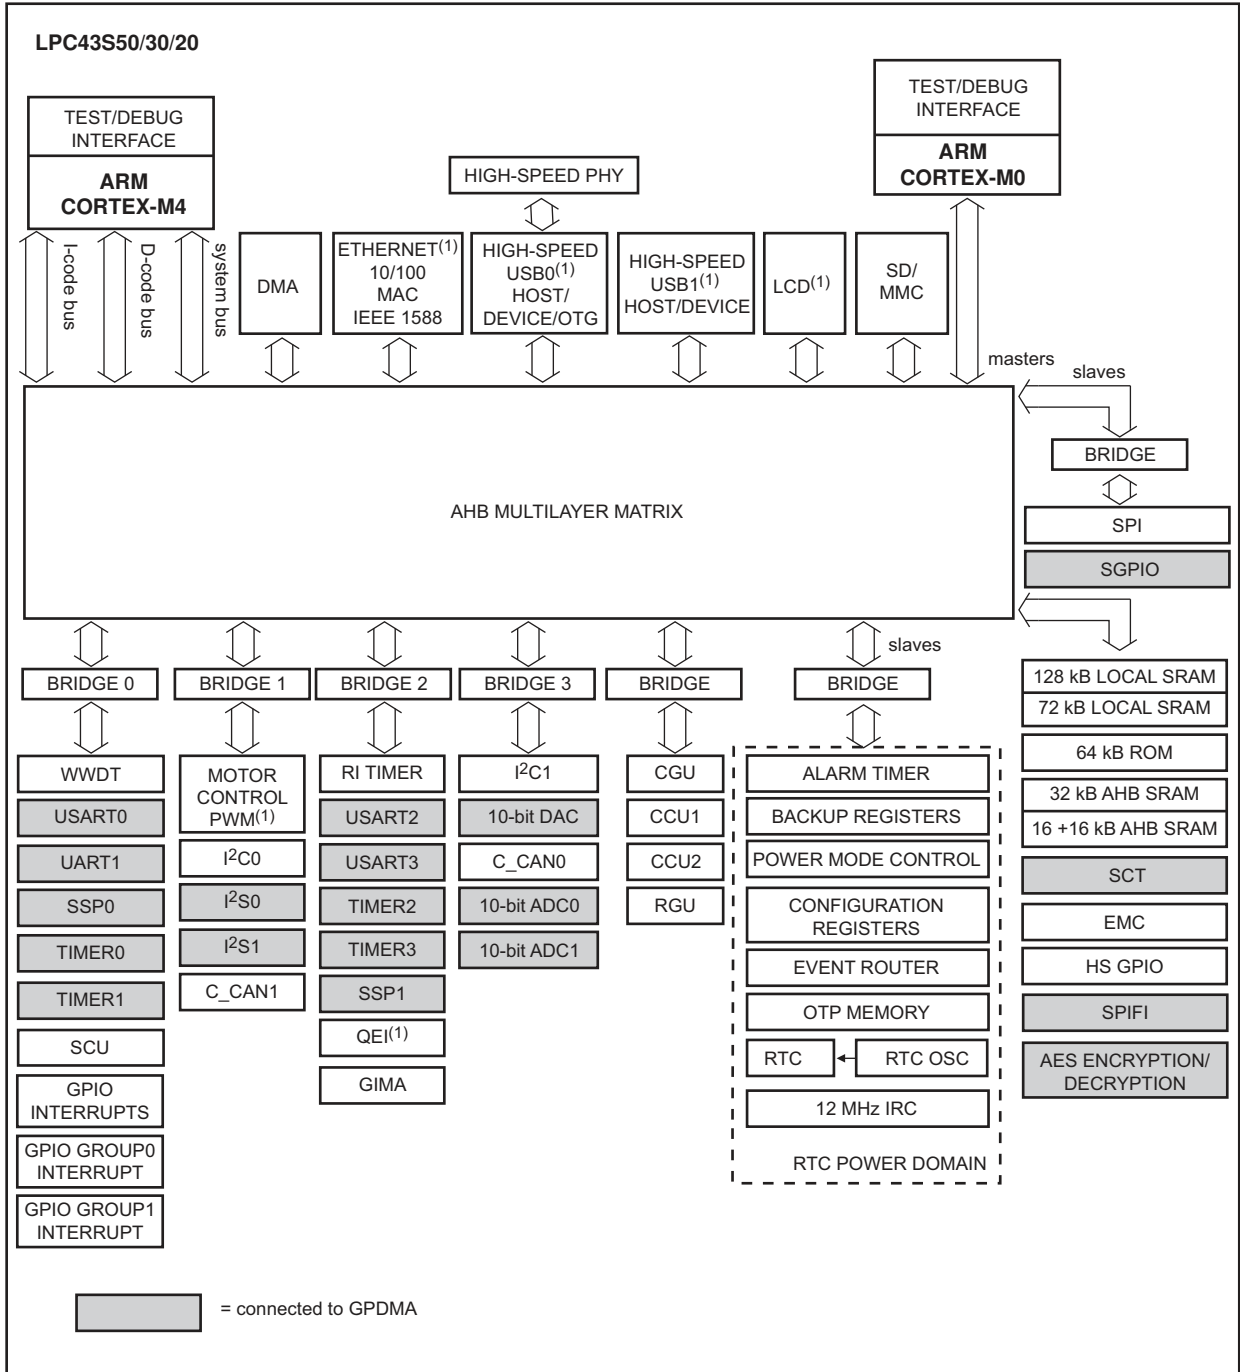 LPC43S50/30/20
TEST/DEBUG
INTERFACE
ARM
CORTEX-M4
TEST/DEBUG
INTERFACE
ARM
CORTEX-M0
HIGH-SPEED PHY
I-code bus
D-code bus
system bus
DMA
ETHERNET(1)
10/100
MAC
IEEE 1588
HIGH-SPEED
USB0(1)
HOST/
DEVICE/OTG
HIGH-SPEED
USB1(1)
HOST/DEVICE
LCD(1)
SD/
MMC
masters
slaves
BRIDGE
SPI
SGPIO
AHB MULTILAYER MATRIX
slaves
BRIDGE 0
BRIDGE 1
BRIDGE 2
BRIDGE 3
BRIDGE
BRIDGE
WWDT
USART0
UART1
SSP0
TIMER0
TIMER1
SCU
GPIO
INTERRUPTS
GPIO GROUP0
INTERRUPT
GPIO GROUP1
INTERRUPT
MOTOR
CONTROL
PWM(1)
I2C0
I2S0
I2S1
C_CAN1
RI TIMER
USART2
USART3
TIMER2
TIMER3
SSP1
QEI(1)
GIMA
I2C1
10-bit DAC
C_CAN0
10-bit ADC0
10-bit ADC1
CGU
CCU1
CCU2
RGU
ALARM TIMER
BACKUP REGISTERS
POWER MODE CONTROL
CONFIGURATION
REGISTERS
EVENT ROUTER
OTP MEMORY
RTC
RTC OSC
12 MHz IRC
RTC POWER DOMAIN
128 kB LOCAL SRAM
72 kB LOCAL SRAM
64 kB ROM
32 kB AHB SRAM
16 +16 kB AHB SRAM
SCT
EMC
HS GPIO
SPIFI
AES ENCRYPTION/
DECRYPTION
= connected to GPDMA